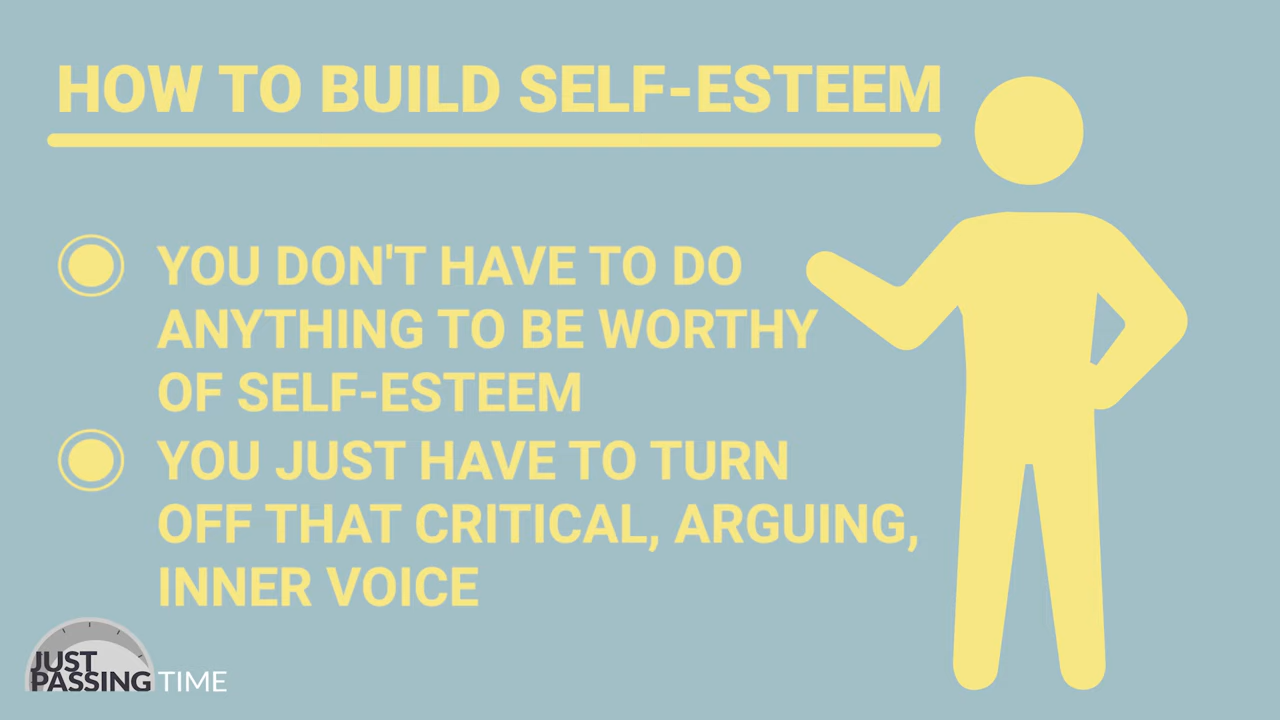 HOW TO BUILD SELF-ESTEEM
YOU DON'T HAVE TO DO
ANYTHING TO BE WORTHY
OF SELF-ESTEEM
YOU JUST HAVE TO TURN
OFF THAT CRITICAL, ARGUING,
INNER VOICE
JUST
PASSING TIME